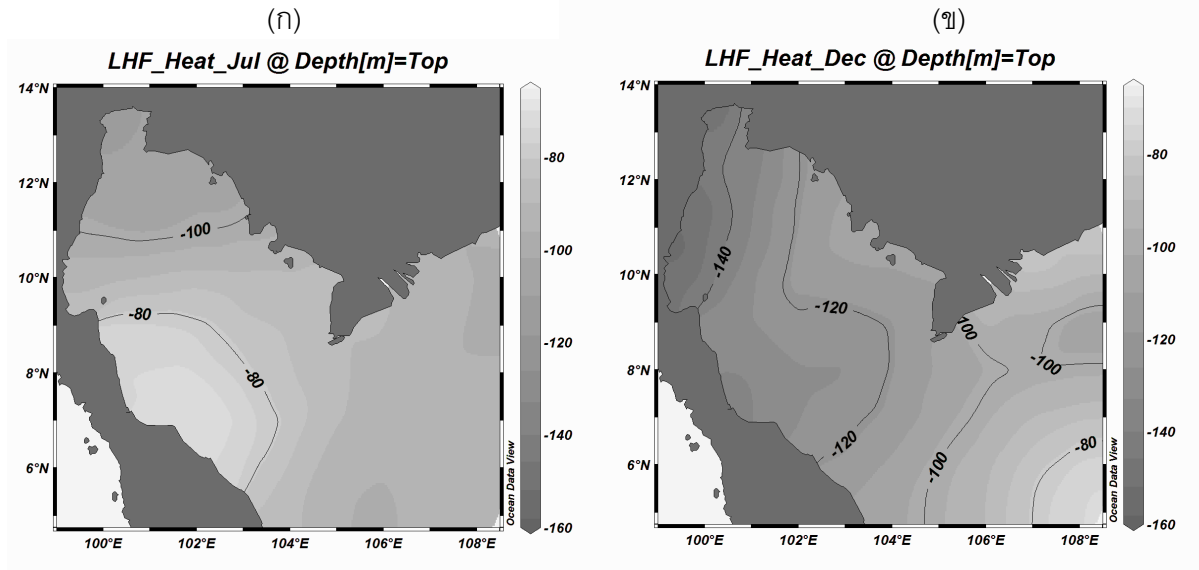 (ก)
LHF_Heat_Jul @ Depth[m]=Top
14°N
12°N
10°N
8°N
6°N
100°E
102°E
104°E
106°E
108°E
-100
-80
-80
-80
-100
-120
-140
-160
Ocean Data View
(ข)
LHF_Heat_Dec @ Depth[m]=Top
14°N
12°N
10°N
8°N
6°N
100°E
102°E
104°E
106°E
108°E
-140
-120
-120
100
-100
-100
-80
-80
-100
-120
-140
-160
Ocean Data View